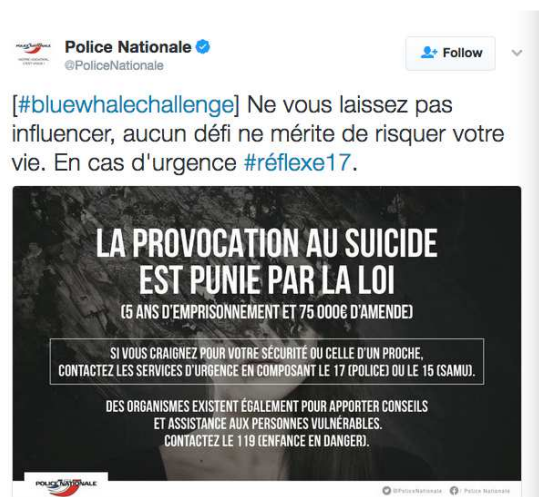 Police Nationale
@PoliceNationale
Follow
[#bluewhalechallenge] Ne vous laissez pas
influencer, aucun défi ne mérite de risquer votre
vie. En cas d'urgence #réflexe17.
LA PROVOCATION AU SUICIDE
EST PUNIE PAR LA LOI
(5 ANS D'EMPRISONNEMENT ET 75 000€ D'AMENDE)
SI VOUS CRAIGNEZ POUR VOTRE SÉCURITÉ OU CELLE D'UN PROCHE,
CONTACTEZ LES SERVICES D'URGENCE EN COMPOSANT LE 17 (POLICE) OU LE 15 (SAMU).
DES ORGANISMES EXISTENT ÉGALEMENT POUR APPORTER CONSEILS
ET ASSISTANCE AUX PERSONNES VULNÉRABLES.
CONTACTEZ LE 119 (ENFANCE EN DANGER).
POLICE NATIONALE
@PoliceNationale / Police Nationale